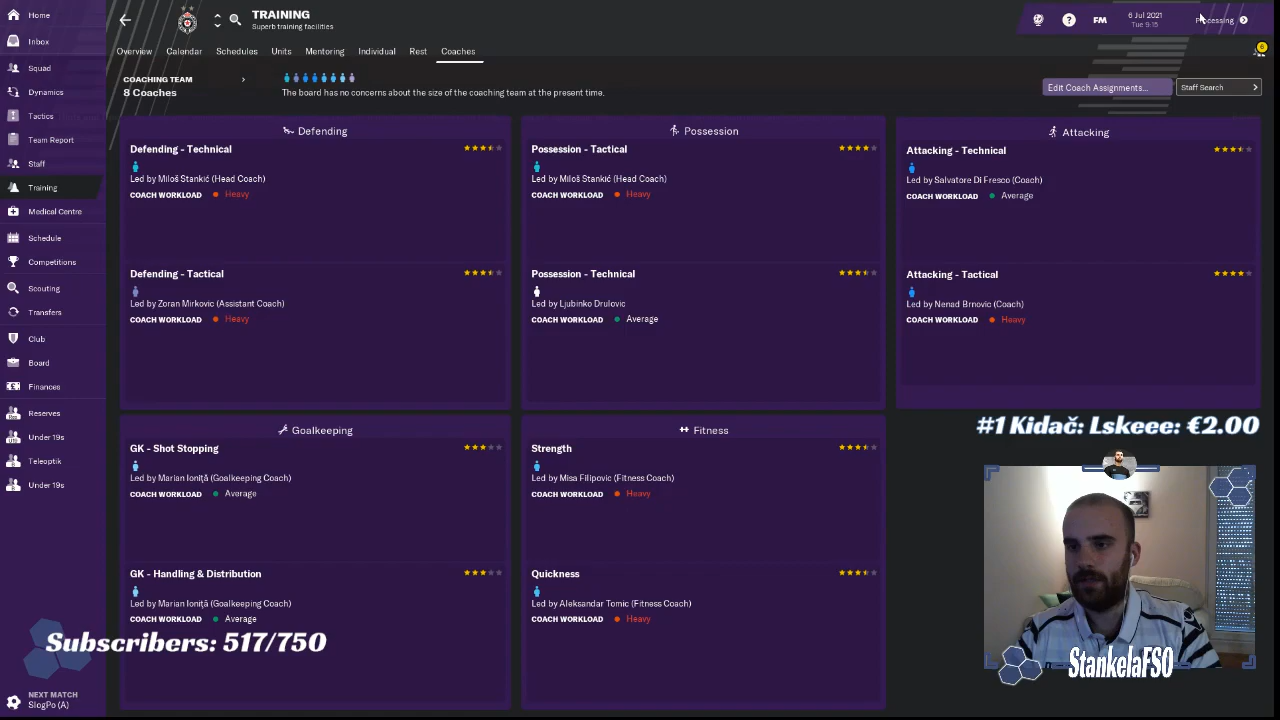 Home
Inbox
Squad
Dynamics
Tactics
Team Report
Staff
Training
Medical Centre
Schedule
Competitions
Scouting
Transfers
Club
Board
Finances
Reserves
Under 19s
Teleoptik
Under 19s
NEXT MATCH
SlogPo (A)
TRAINING
Superb training facilities
FM
6 Jul 2021
Tue 9:15
Processing
6
Overview Calendar Schedules Units Mentoring Individual Rest Coaches
COACHING TEAM
8 Coaches
The board has no concerns about the size of the coaching team at the present time.
Edit Coach Assignments...
Staff Search
Defending
Defending - Technical
Led by Miloš Stankić (Head Coach)
COACH WORKLOAD Heavy
Defending - Tactical
Led by Zoran Mirkovic (Assistant Coach)
COACH WORKLOAD Heavy
Possession
Possession - Tactical
Led by Miloš Stankić (Head Coach)
COACH WORKLOAD Heavy
Possession - Technical
Led by Ljubinko Drulovic
COACH WORKLOAD Average
Attacking
Attacking - Technical
Led by Salvatore Di Fresco (Coach)
COACH WORKLOAD Average
Attacking - Tactical
Led by Nenad Brnovic (Coach)
COACH WORKLOAD Heavy
Goalkeeping
GK - Shot Stopping
Led by Marian Ioniță (Goalkeeping Coach)
COACH WORKLOAD Average
GK - Handling & Distribution
Led by Marian Ioniță (Goalkeeping Coach)
COACH WORKLOAD Average
Fitness
Strength
Led by Misa Filipovic (Fitness Coach)
COACH WORKLOAD Heavy
Quickness
Led by Aleksandar Tomic (Fitness Coach)
COACH WORKLOAD Heavy
#1 Kidač: Lskeee: €2.00
Subscribers: 517/750
StankelaFSO